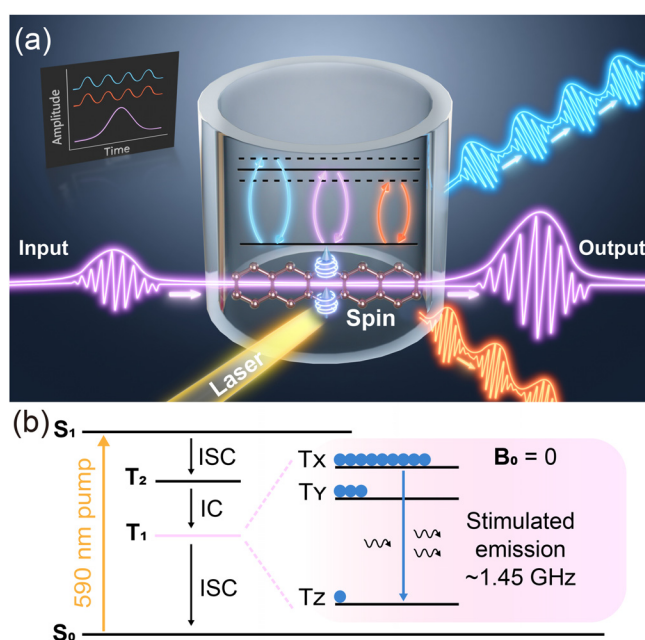 (a)
Amplitude
Time
Input
Output
Spin
Laser
(b)
S₁
ISC
T₂
IC
T₁
ISC
590 nm pump
S₀
Tx
B₀ = 0
TY
Stimulated
emission
~1.45 GHz
Tz